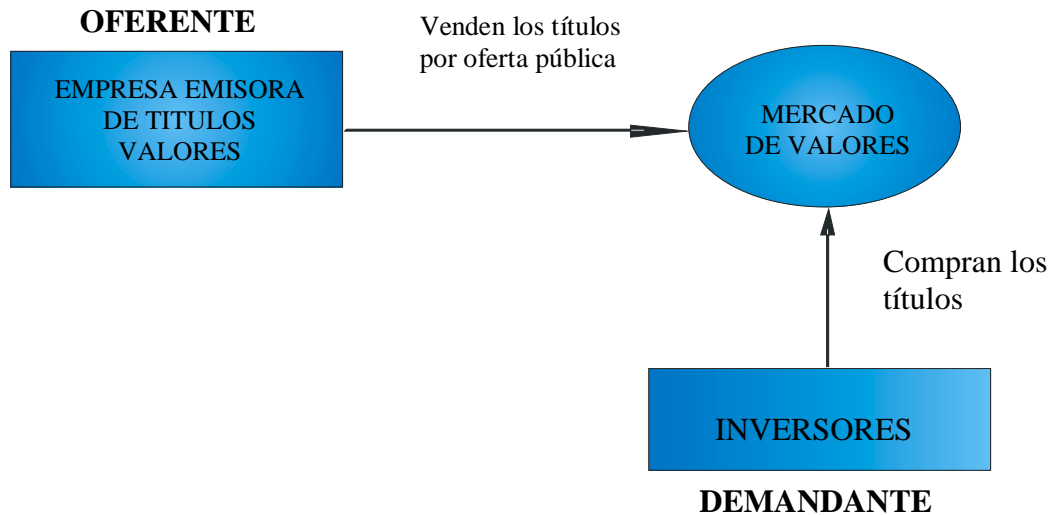 OFERENTE
Venden los títulos
por oferta pública
EMPRESA EMISORA
DE TITULOS
VALORES
MERCADO
DE VALORES
Compran los
títulos
INVERSORES
DEMANDANTE